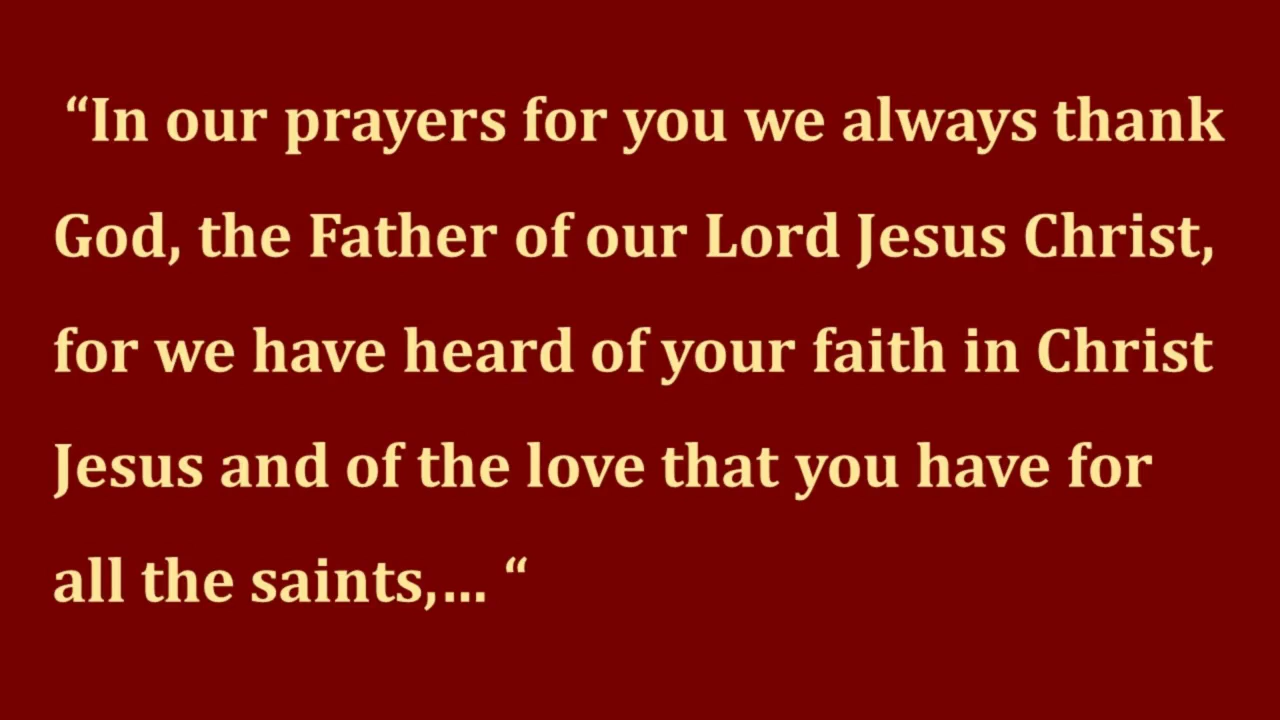 “In our prayers for you we always thank
God, the Father of our Lord Jesus Christ,
for we have heard of your faith in Christ
Jesus and of the love that you have for
all the saints,... “